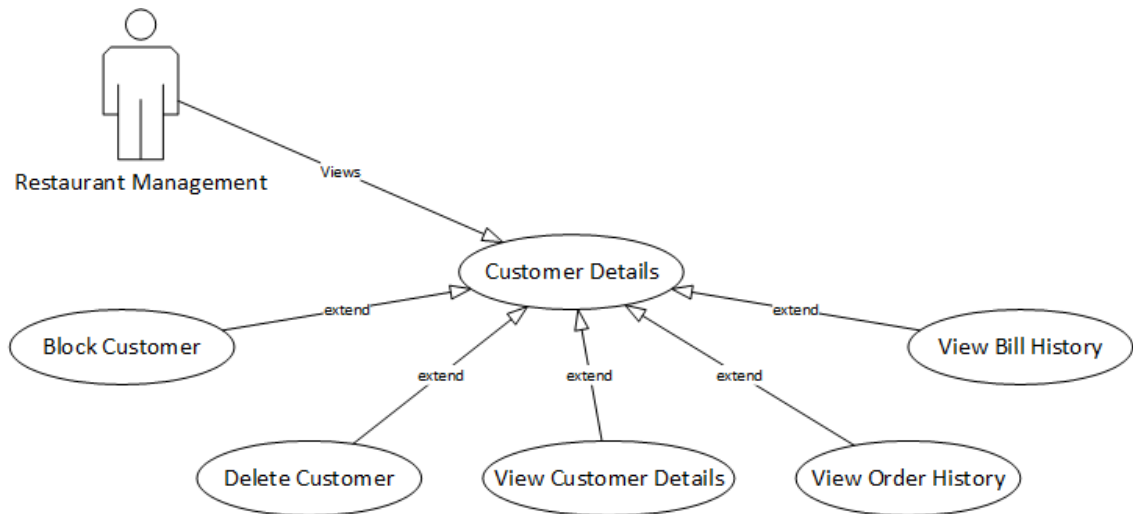 Restaurant Management
Views
Customer Details
extend
extend
Block Customer
View Bill History
extend
extend
extend
Delete Customer
View Customer Details
View Order History